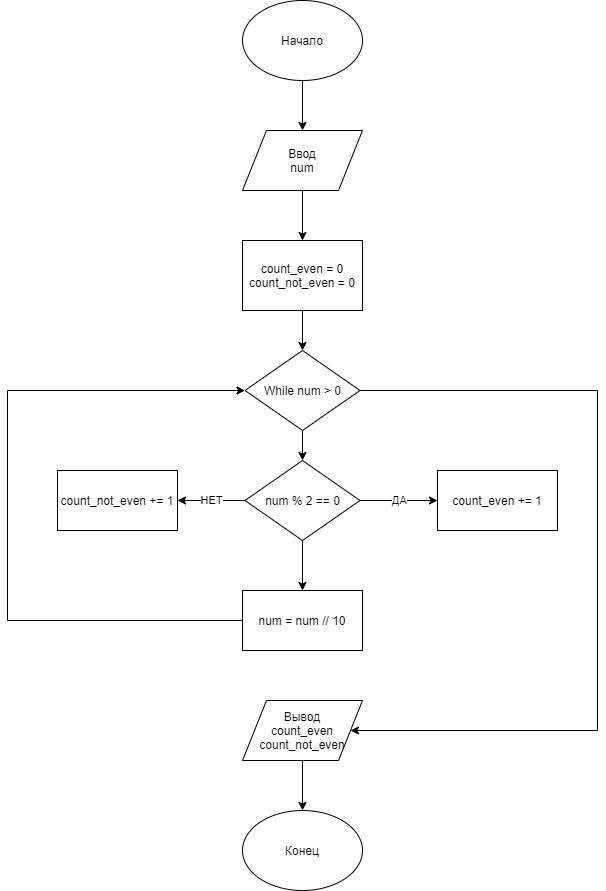 Начало
Ввод
num
count_even = 0
count_not_even = 0
While num > 0
count_not_even += 1
НЕТ
num % 2 == 0
ДА
count_even += 1
num = num // 10
Вывод
count_even
count_not_even
Конец